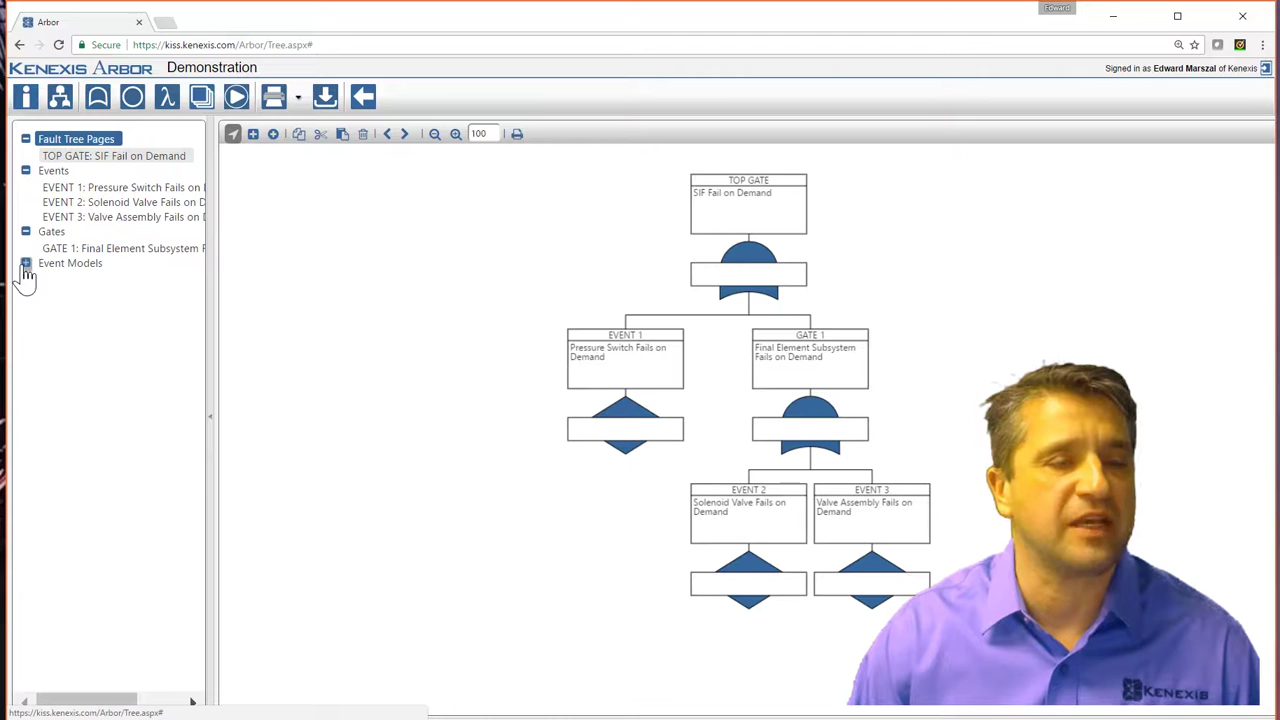 Arbor
Edward
Secure
https://kiss.kenexis.com/Arbor/Tree.aspx#
KENEXIS ARBOR
Demonstration
Signed in as Edward Marszal of Kenexis
λ
100
Fault Tree Pages
TOP GATE: SIF Fail on Demand
Events
EVENT 1: Pressure Switch Fails on
EVENT 2: Solenoid Valve Fails on D
EVENT 3: Valve Assembly Fails on
Gates
GATE 1: Final Element Subsystem F
Event Models
TOP GATE
SIF Fail on Demand
EVENT 1
Pressure Switch Fails on
Demand
GATE 1
Final Element Subsystem
Fails on Demand
EVENT 2
Solenoid Valve Fails on
Demand
EVENT 3
Valve Assembly Fails on
Demand
KENEXIS
https://kiss.kenexis.com/Arbor/Tree.aspx#